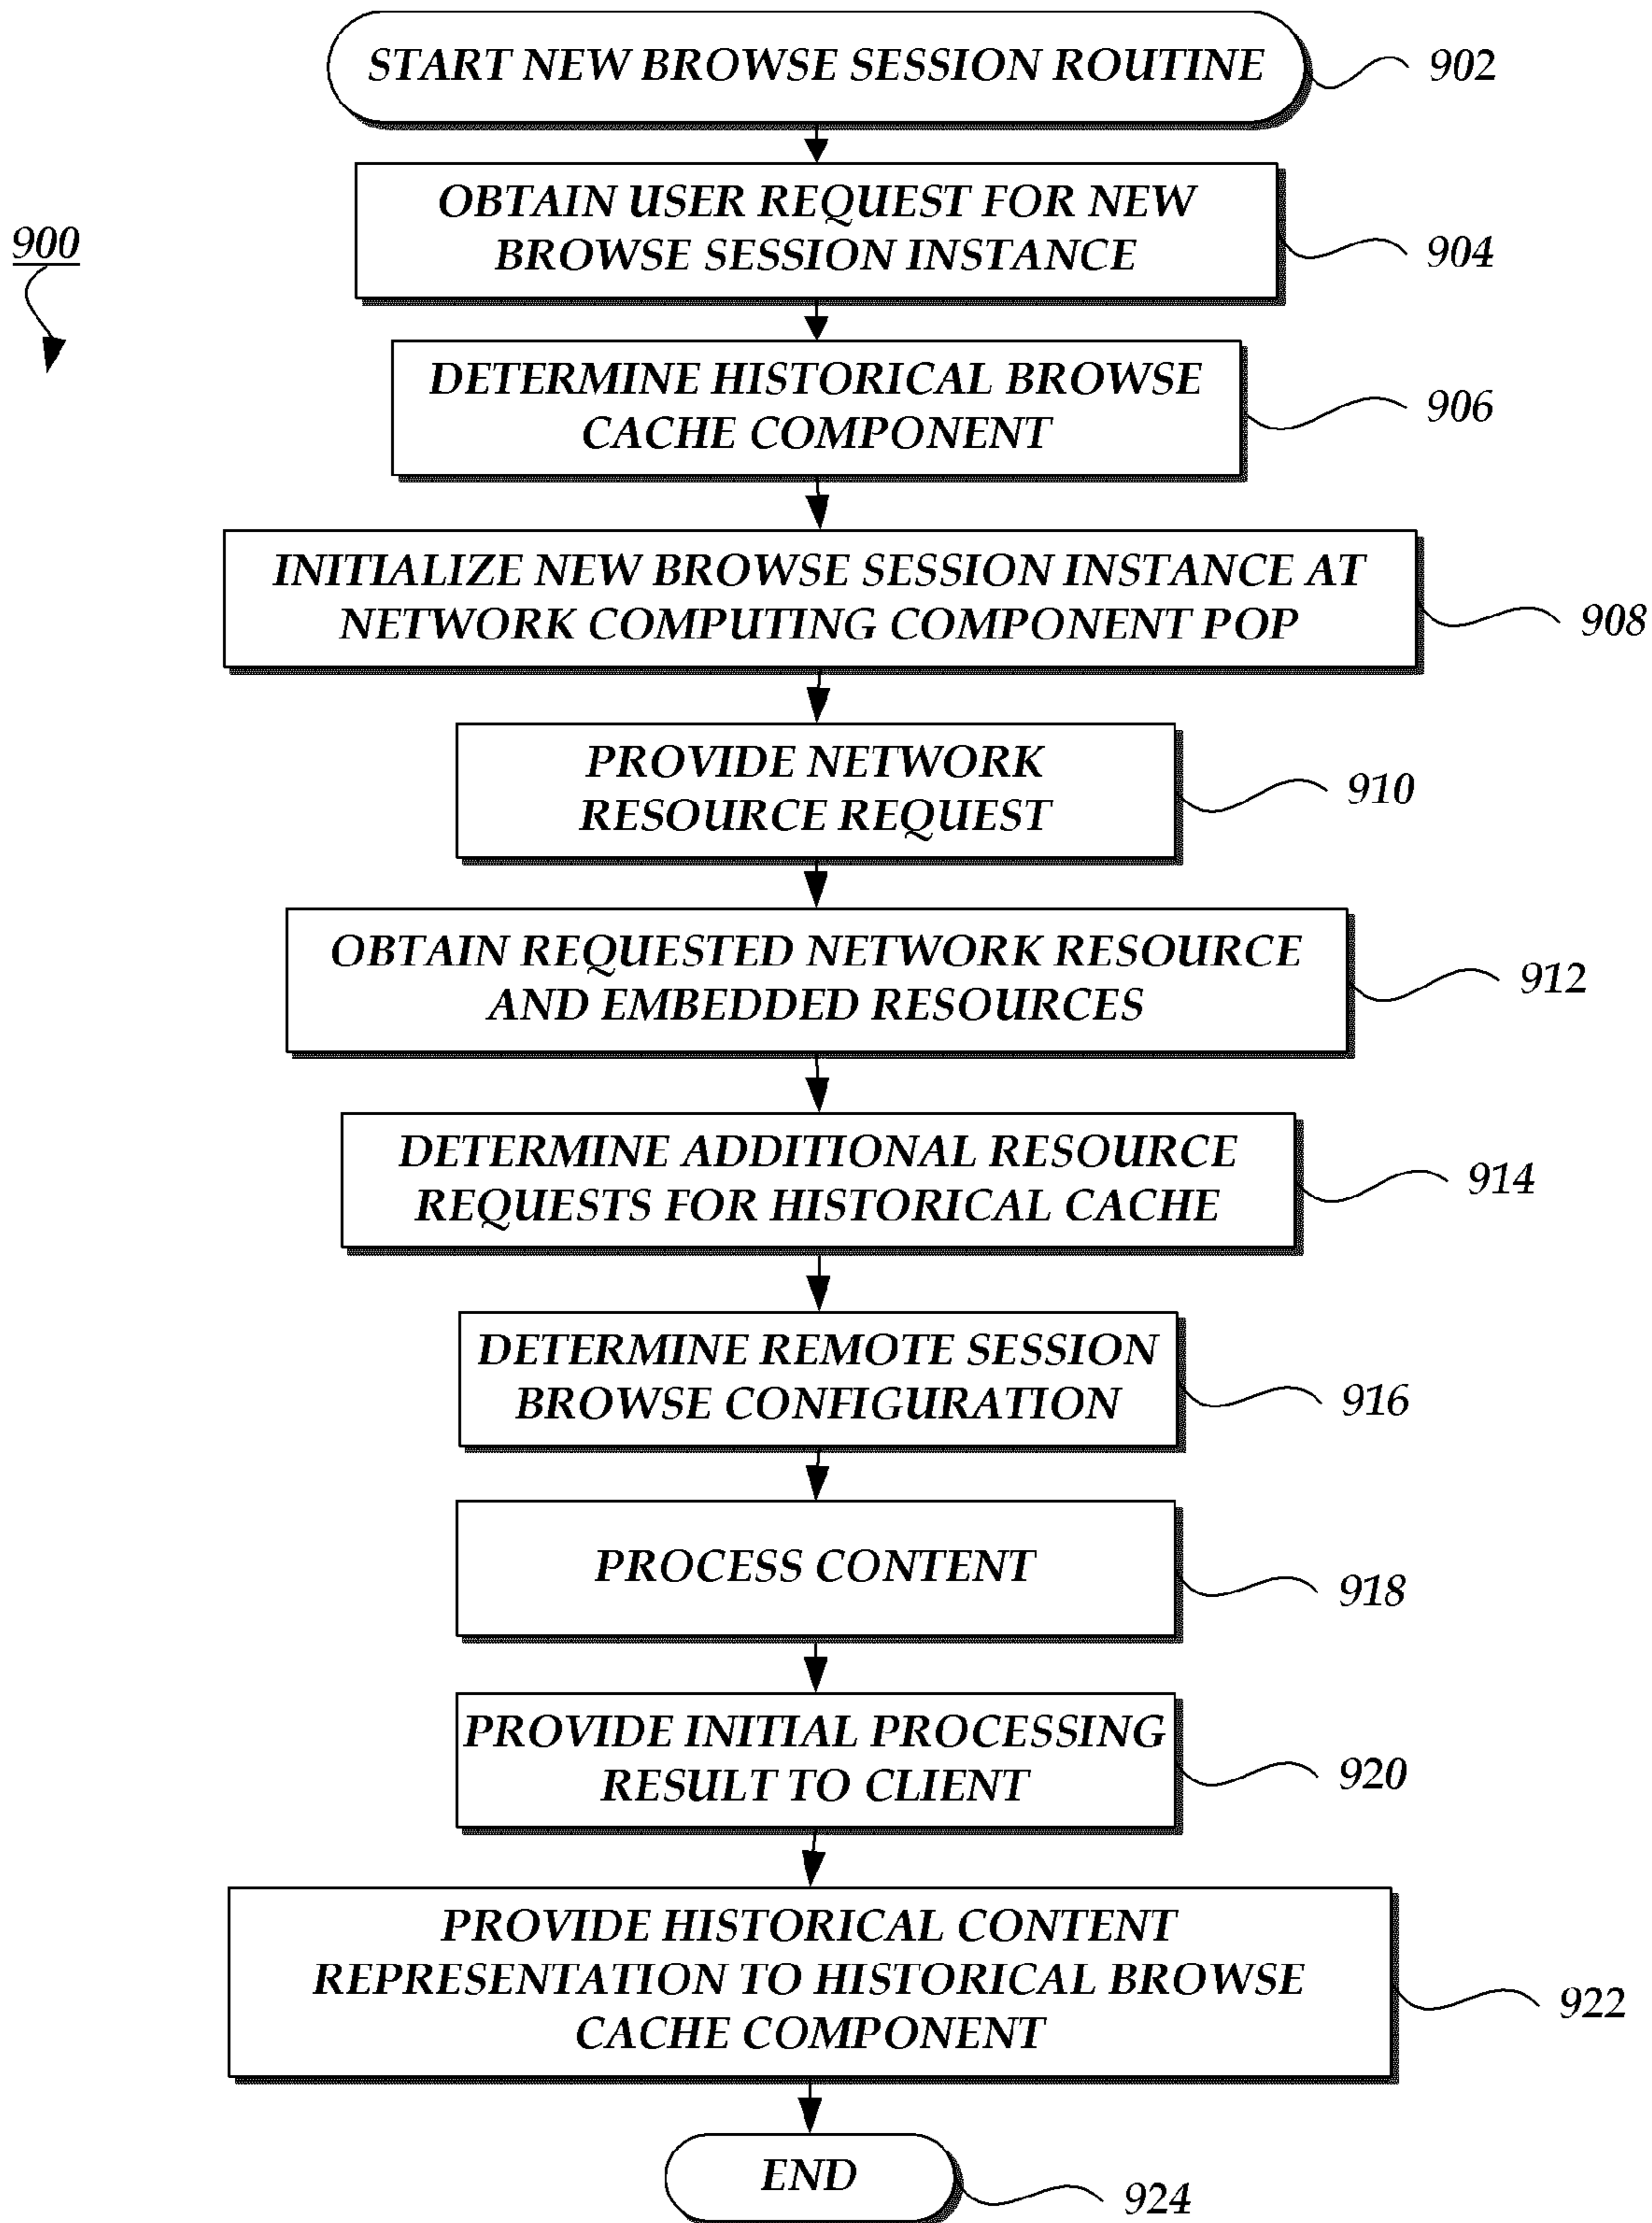 START NEW BROWSE SESSION ROUTINE
902
900
OBTAIN USER REQUEST FOR NEW
BROWSE SESSION INSTANCE
904
DETERMINE HISTORICAL BROWSE
CACHE COMPONENT
906
INITIALIZE NEW BROWSE SESSION INSTANCE AT
NETWORK COMPUTING COMPONENT POP
908
PROVIDE NETWORK
RESOURCE REQUEST
910
OBTAIN REQUESTED NETWORK RESOURCE
AND EMBEDDED RESOURCES
912
DETERMINE ADDITIONAL RESOURCE
REQUESTS FOR HISTORICAL CACHE
914
DETERMINE REMOTE SESSION
BROWSE CONFIGURATION
916
PROCESS CONTENT
918
PROVIDE INITIAL PROCESSING
RESULT TO CLIENT
920
PROVIDE HISTORICAL CONTENT
REPRESENTATION TO HISTORICAL BROWSE
CACHE COMPONENT
922
END
924